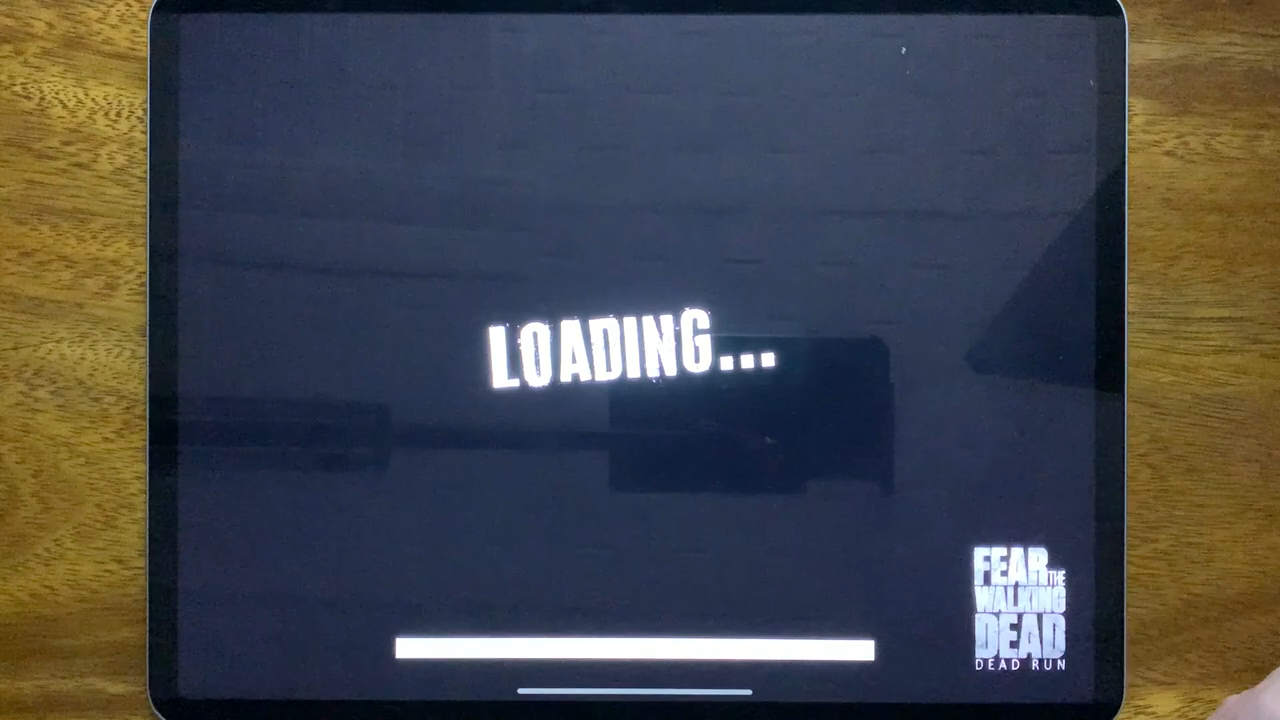 LOADING...
FEAR THE
WALKING
DEAD
DEAD RUN